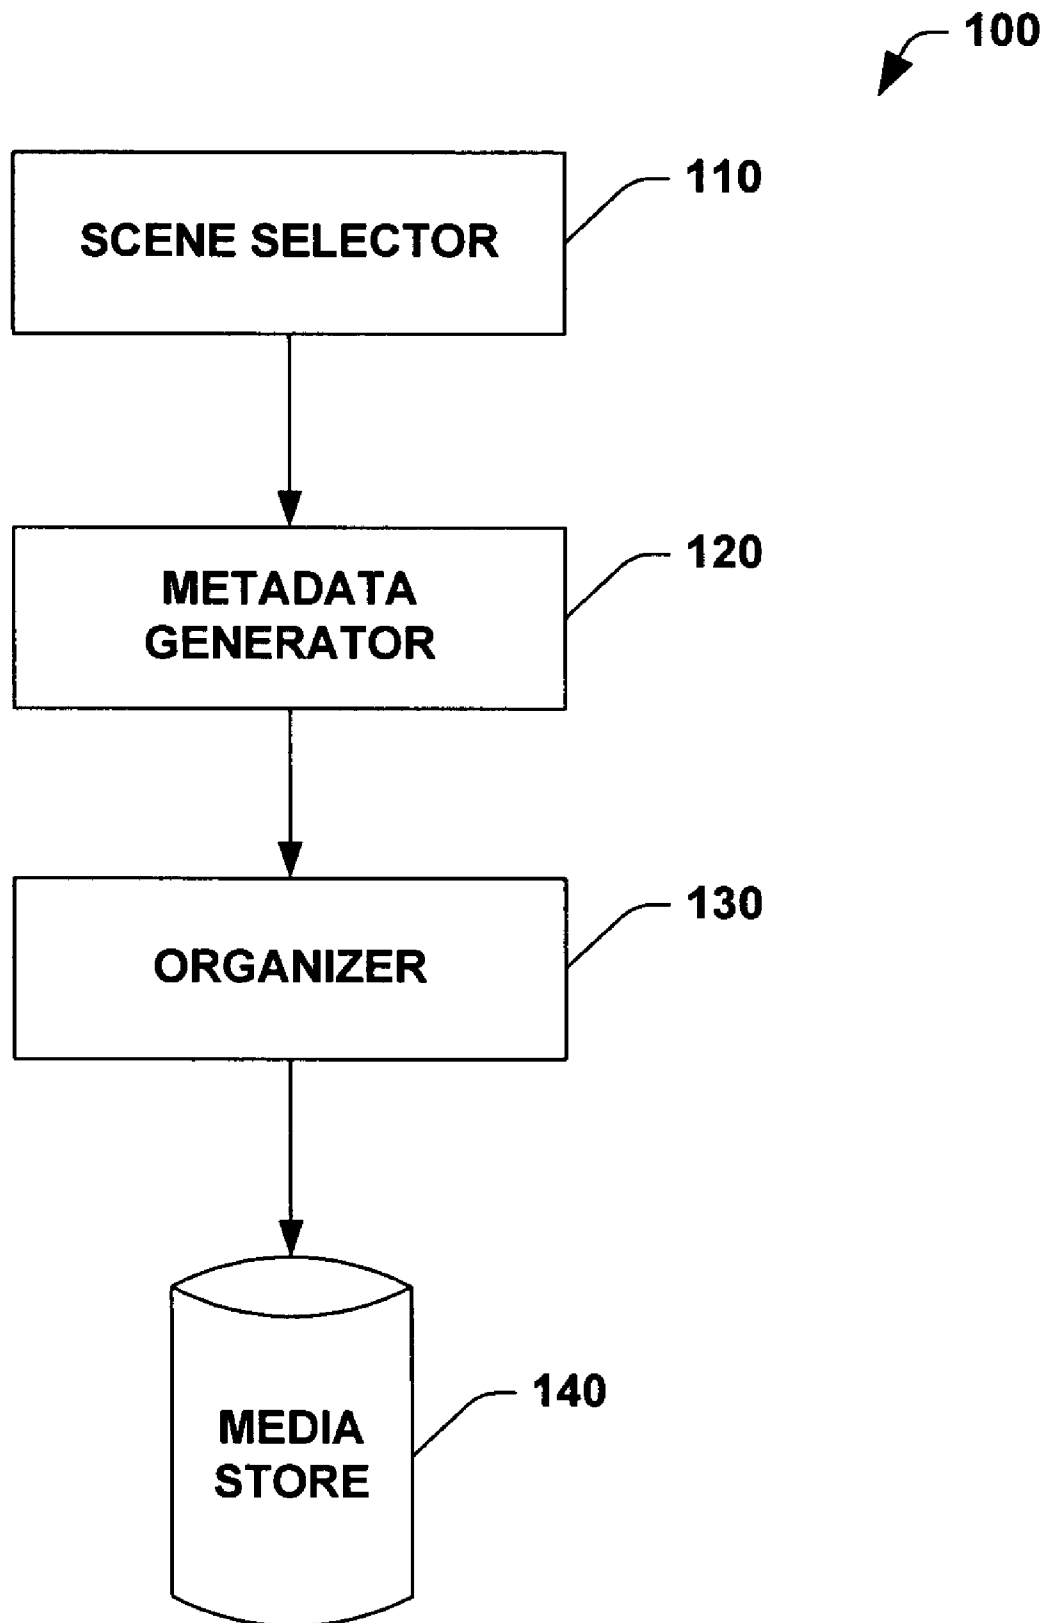 100
110
SCENE SELECTOR
120
METADATA
GENERATOR
130
ORGANIZER
140
MEDIA
STORE